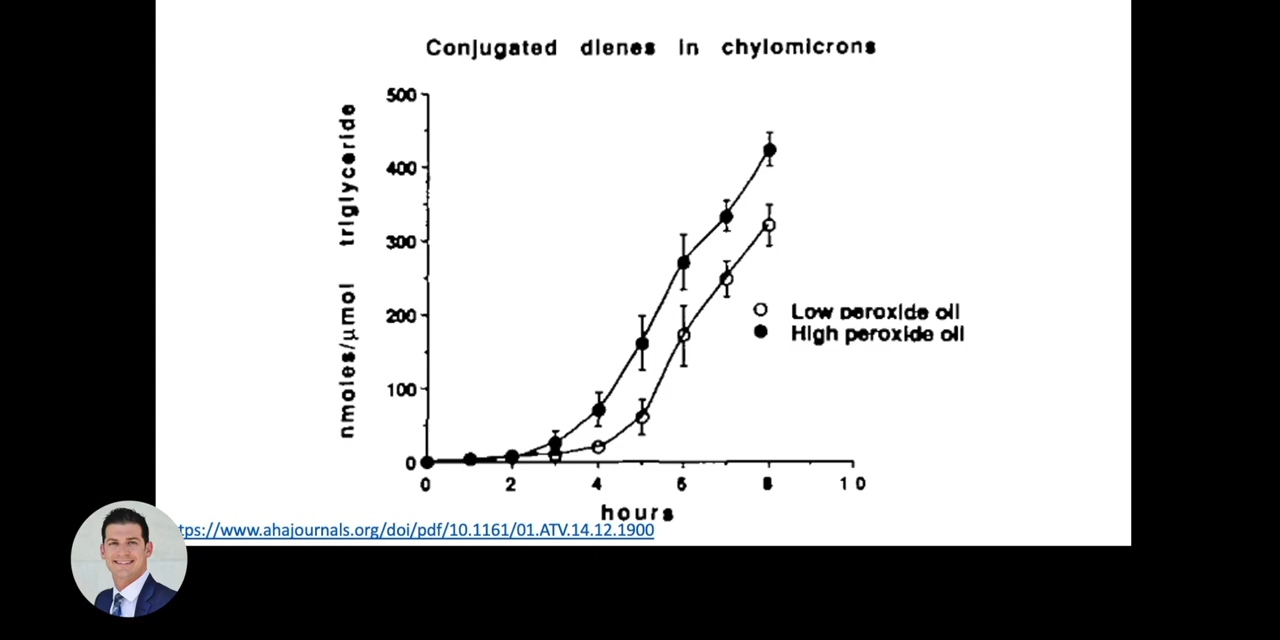 Conjugated dienes in chylomicrons
500
400
300
200
100
0
nmoles/µmol triglyceride
0 2 4 6 8 10
hours
Low peroxide oil
High peroxide oil
tps://www.ahajournals.org/doi/pdf/10.1161/01.ATV.14.12.1900